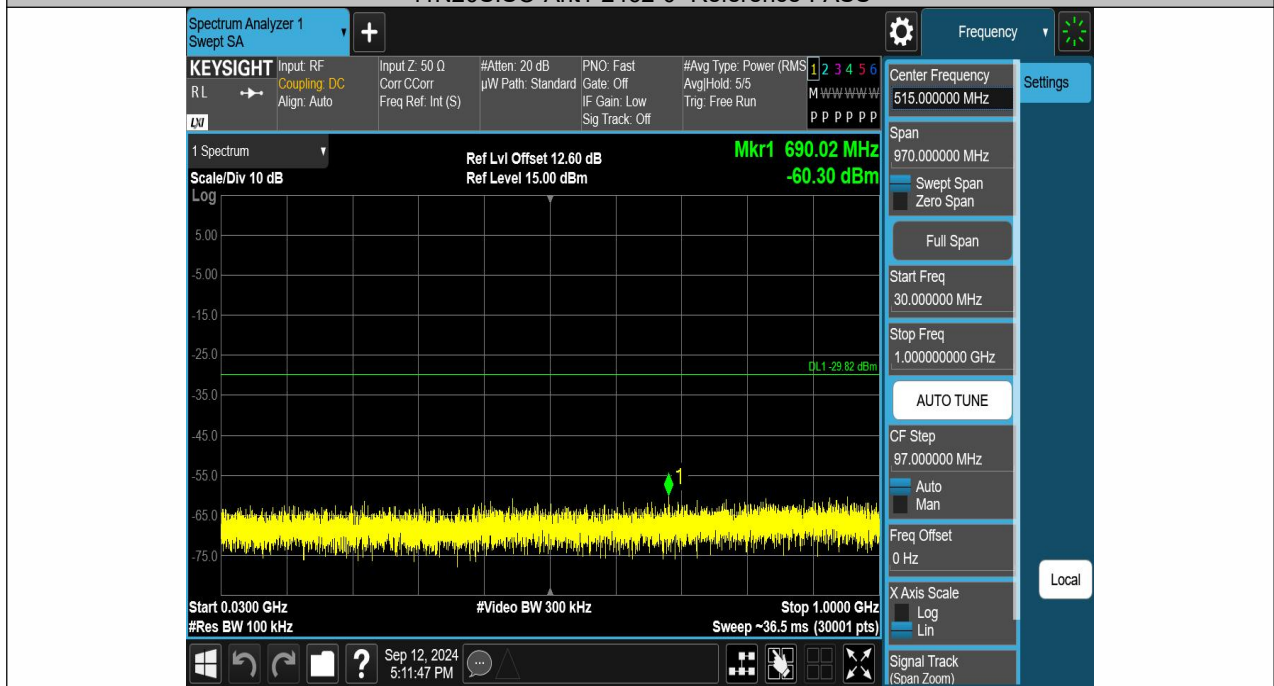 Spectrum Analyzer 1
Swept SA
Frequency
KEYSIGHT
RL
LXI
Input: RF
Coupling: DC
Align: Auto
Input Z: 50 Ω
Corr CCorr
Freq Ref: Int (S)
#Atten: 20 dB
µW Path: Standard
PNO: Fast
Gate: Off
IF Gain: Low
Sig Track: Off
#Avg Type: Power (RMS
Avg|Hold: 5/5
Trig: Free Run
1 2 3 4 5 6
M W W W W W
P P P P P P
1 Spectrum
Scale/Div 10 dB
Log
Ref Lvl Offset 12.60 dB
Ref Level 15.00 dBm
Mkr1 690.02 MHz
-60.30 dBm
5.00
-5.00
-15.0
-25.0
DL1 -29.82 dBm
-35.0
-45.0
-55.0
1
-65.0
-75.0
Start 0.0300 GHz
#Video BW 300 kHz
Stop 1.0000 GHz
#Res BW 100 kHz
Sweep ~36.5 ms (30001 pts)
Center Frequency
515.000000 MHz
Settings
Span
970.000000 MHz
Swept Span
Zero Span
Full Span
Start Freq
30.000000 MHz
Stop Freq
1.000000000 GHz
AUTO TUNE
CF Step
97.000000 MHz
Auto
Man
Freq Offset
0 Hz
Local
X Axis Scale
Log
Lin
Signal Track
(Span Zoom)
?
Sep 12, 2024
5:11:47 PM